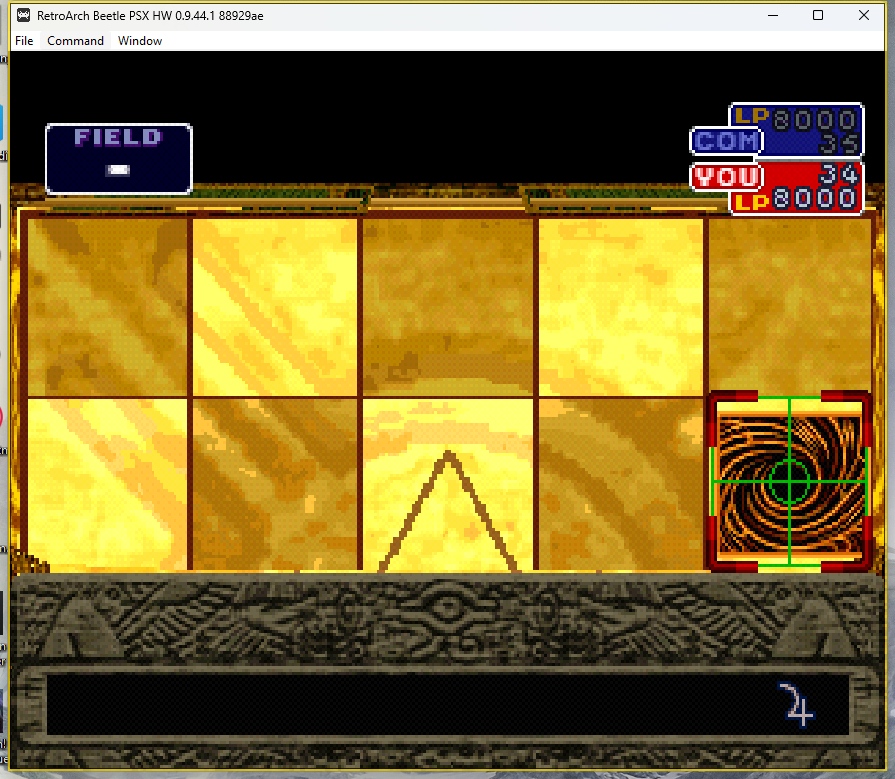 RetroArch Beetle PSX HW 0.9.44.1 88929ae
File Command Window
FIELD
LP 8000
COM 35
YOU 34
LP 8000
♃